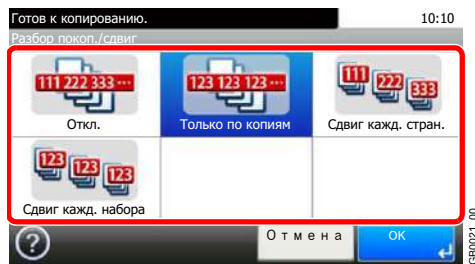 Готов к копированию.
10:10
Разбор покоп./сдвиг
111 222 333 ···
123 123 123 ···
111 222 333
Откл.
Только по копиям
Сдвиг кажд. стран.
123 123 123
Сдвиг кажд. набора
?
Отмена
OK
GB0021_00